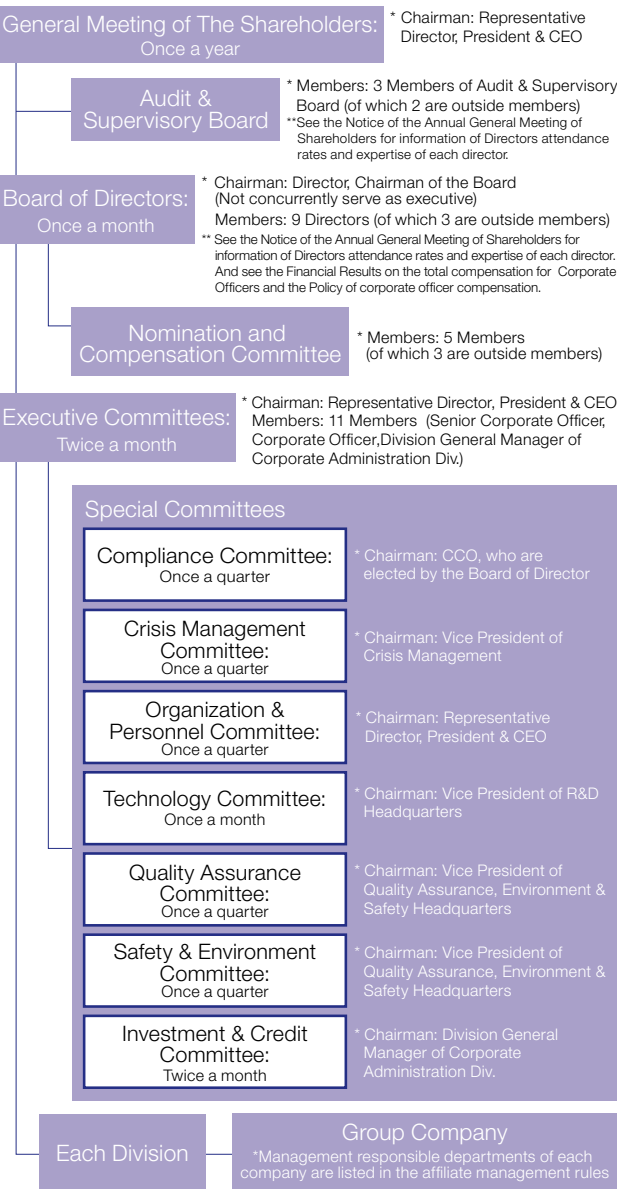 General Meeting of The Shareholders:
Once a year
* Chairman: Representative
Director, President & CEO
Audit &
Supervisory Board
* Members: 3 Members of Audit & Supervisory
Board (of which 2 are outside members)
**See the Notice of the Annual General Meeting of
Shareholders for information of Directors attendance
rates and expertise of each director.
Board of Directors:
Once a month
* Chairman: Director, Chairman of the Board
(Not concurrently serve as executive)
Members: 9 Directors (of which 3 are outside members)
** See the Notice of the Annual General Meeting of Shareholders for
information of Directors attendance rates and expertise of each director.
And see the Financial Results on the total compensation for Corporate
Officers and the Policy of corporate officer compensation.
Nomination and
Compensation Committee
* Members: 5 Members
(of which 3 are outside members)
Executive Committees:
Twice a month
* Chairman: Representative Director, President & CEO
Members: 11 Members (Senior Corporate Officer,
Corporate Officer,Division General Manager of
Corporate Administration Div.)
Special Committees
Compliance Committee:
Once a quarter
* Chairman: CCO, who are
elected by the Board of Director
Crisis Management
Committee:
Once a quarter
* Chairman: Vice President of
Crisis Management
Organization &
Personnel Committee:
Once a quarter
* Chairman: Representative
Director, President & CEO
Technology Committee:
Once a month
* Chairman: Vice President of R&D
Headquarters
Quality Assurance
Committee:
Once a quarter
* Chairman: Vice President of
Quality Assurance, Environment &
Safety Headquarters
Safety & Environment
Committee:
Once a quarter
* Chairman: Vice President of
Quality Assurance, Environment &
Safety Headquarters
Investment & Credit
Committee:
Twice a month
* Chairman: Division General
Manager of Corporate
Administration Div.
Each Division
Group Company
*Management responsible departments of each
company are listed in the affiliate management rules